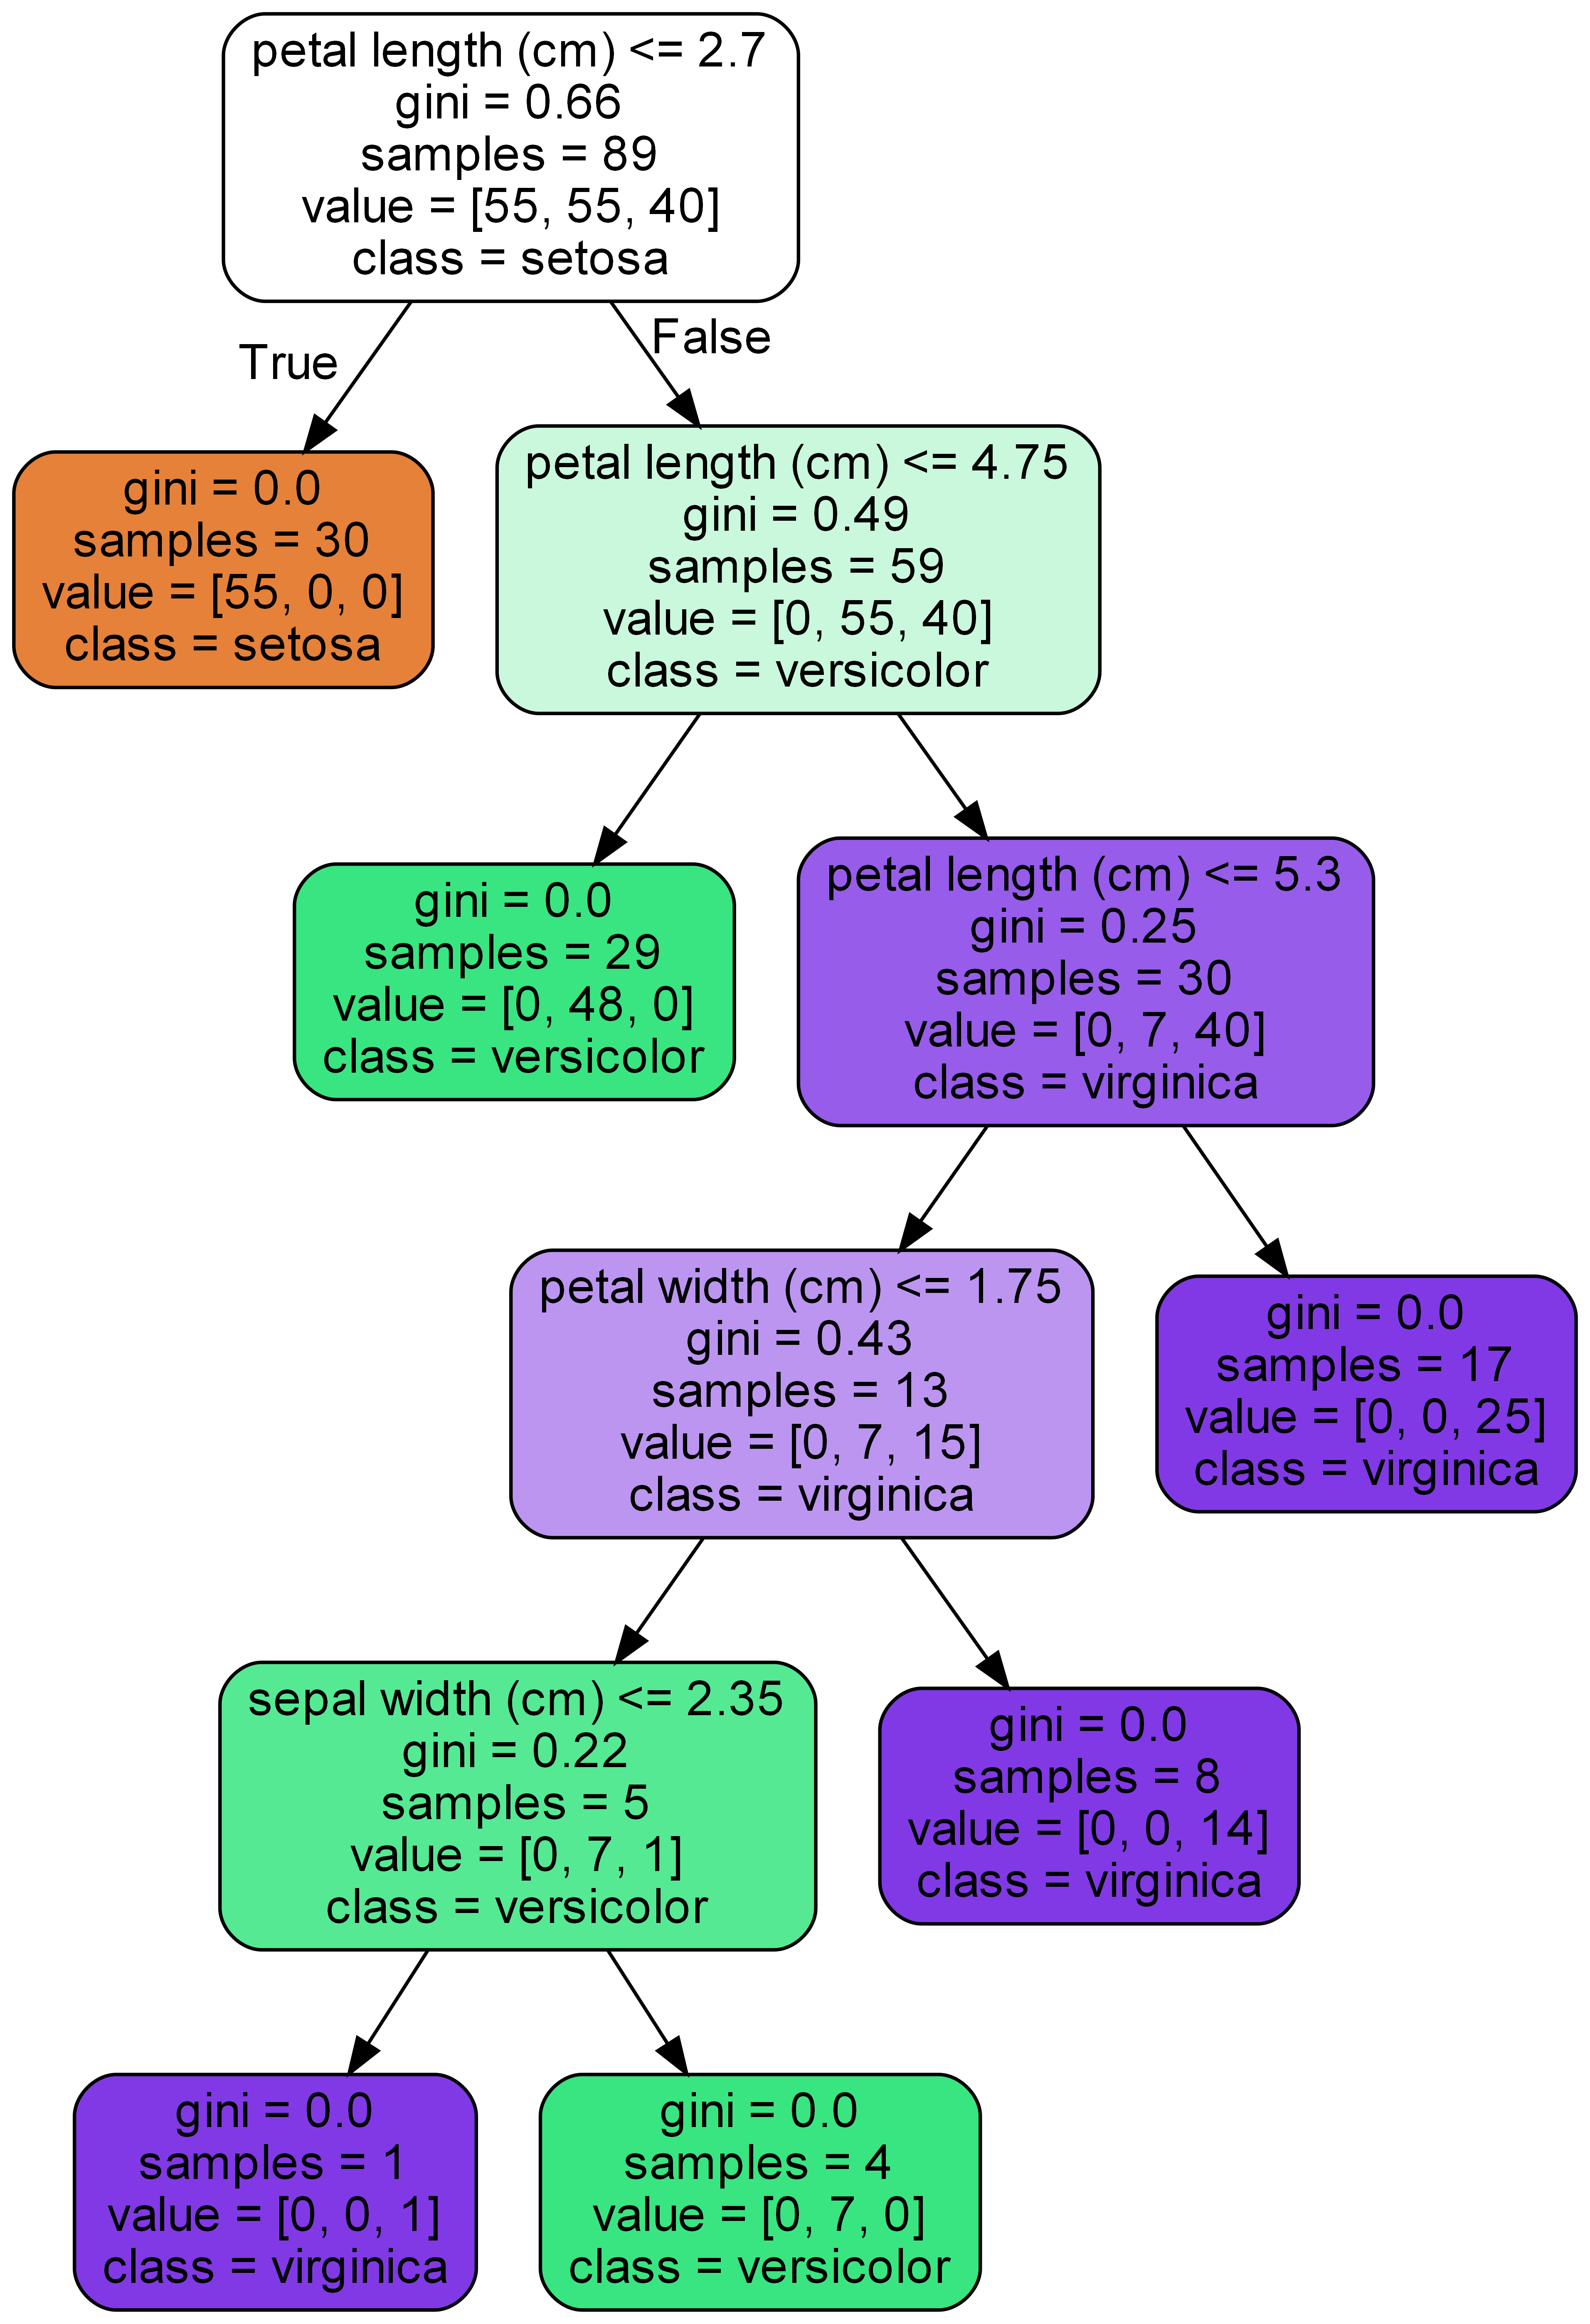 petal length (cm) <= 2.7
gini = 0.66
samples = 89
value = [55, 55, 40]
class = setosa
True
False
gini = 0.0
samples = 30
value = [55, 0, 0]
class = setosa
petal length (cm) <= 4.75
gini = 0.49
samples = 59
value = [0, 55, 40]
class = versicolor
gini = 0.0
samples = 29
value = [0, 48, 0]
class = versicolor
petal length (cm) <= 5.3
gini = 0.25
samples = 30
value = [0, 7, 40]
class = virginica
petal width (cm) <= 1.75
gini = 0.43
samples = 13
value = [0, 7, 15]
class = virginica
gini = 0.0
samples = 17
value = [0, 0, 25]
class = virginica
sepal width (cm) <= 2.35
gini = 0.22
samples = 5
value = [0, 7, 1]
class = versicolor
gini = 0.0
samples = 8
value = [0, 0, 14]
class = virginica
gini = 0.0
samples = 1
value = [0, 0, 1]
class = virginica
gini = 0.0
samples = 4
value = [0, 7, 0]
class = versicolor